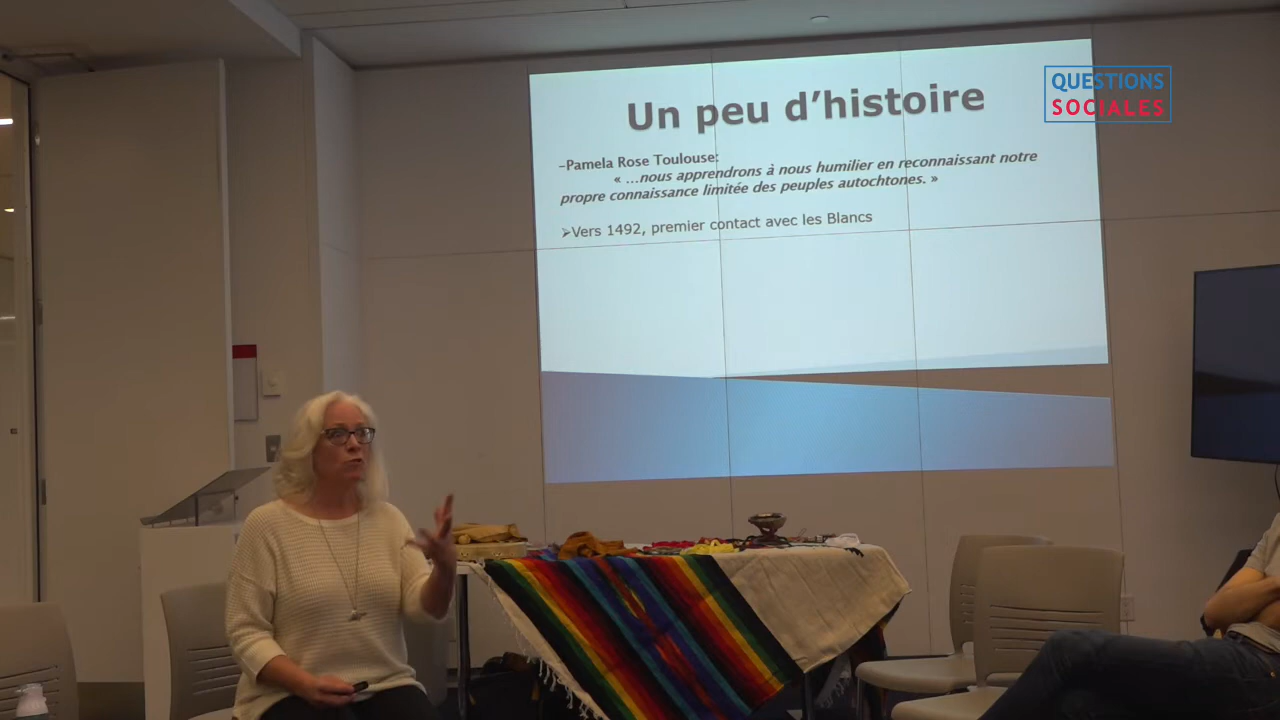 QUESTIONS
SOCIALES
Un peu d'histoire
–Pamela Rose Toulouse:
« …nous apprendrons à nous humilier en reconnaissant notre
propre connaissance limitée des peuples autochtones. »
➢Vers 1492, premier contact avec les Blancs